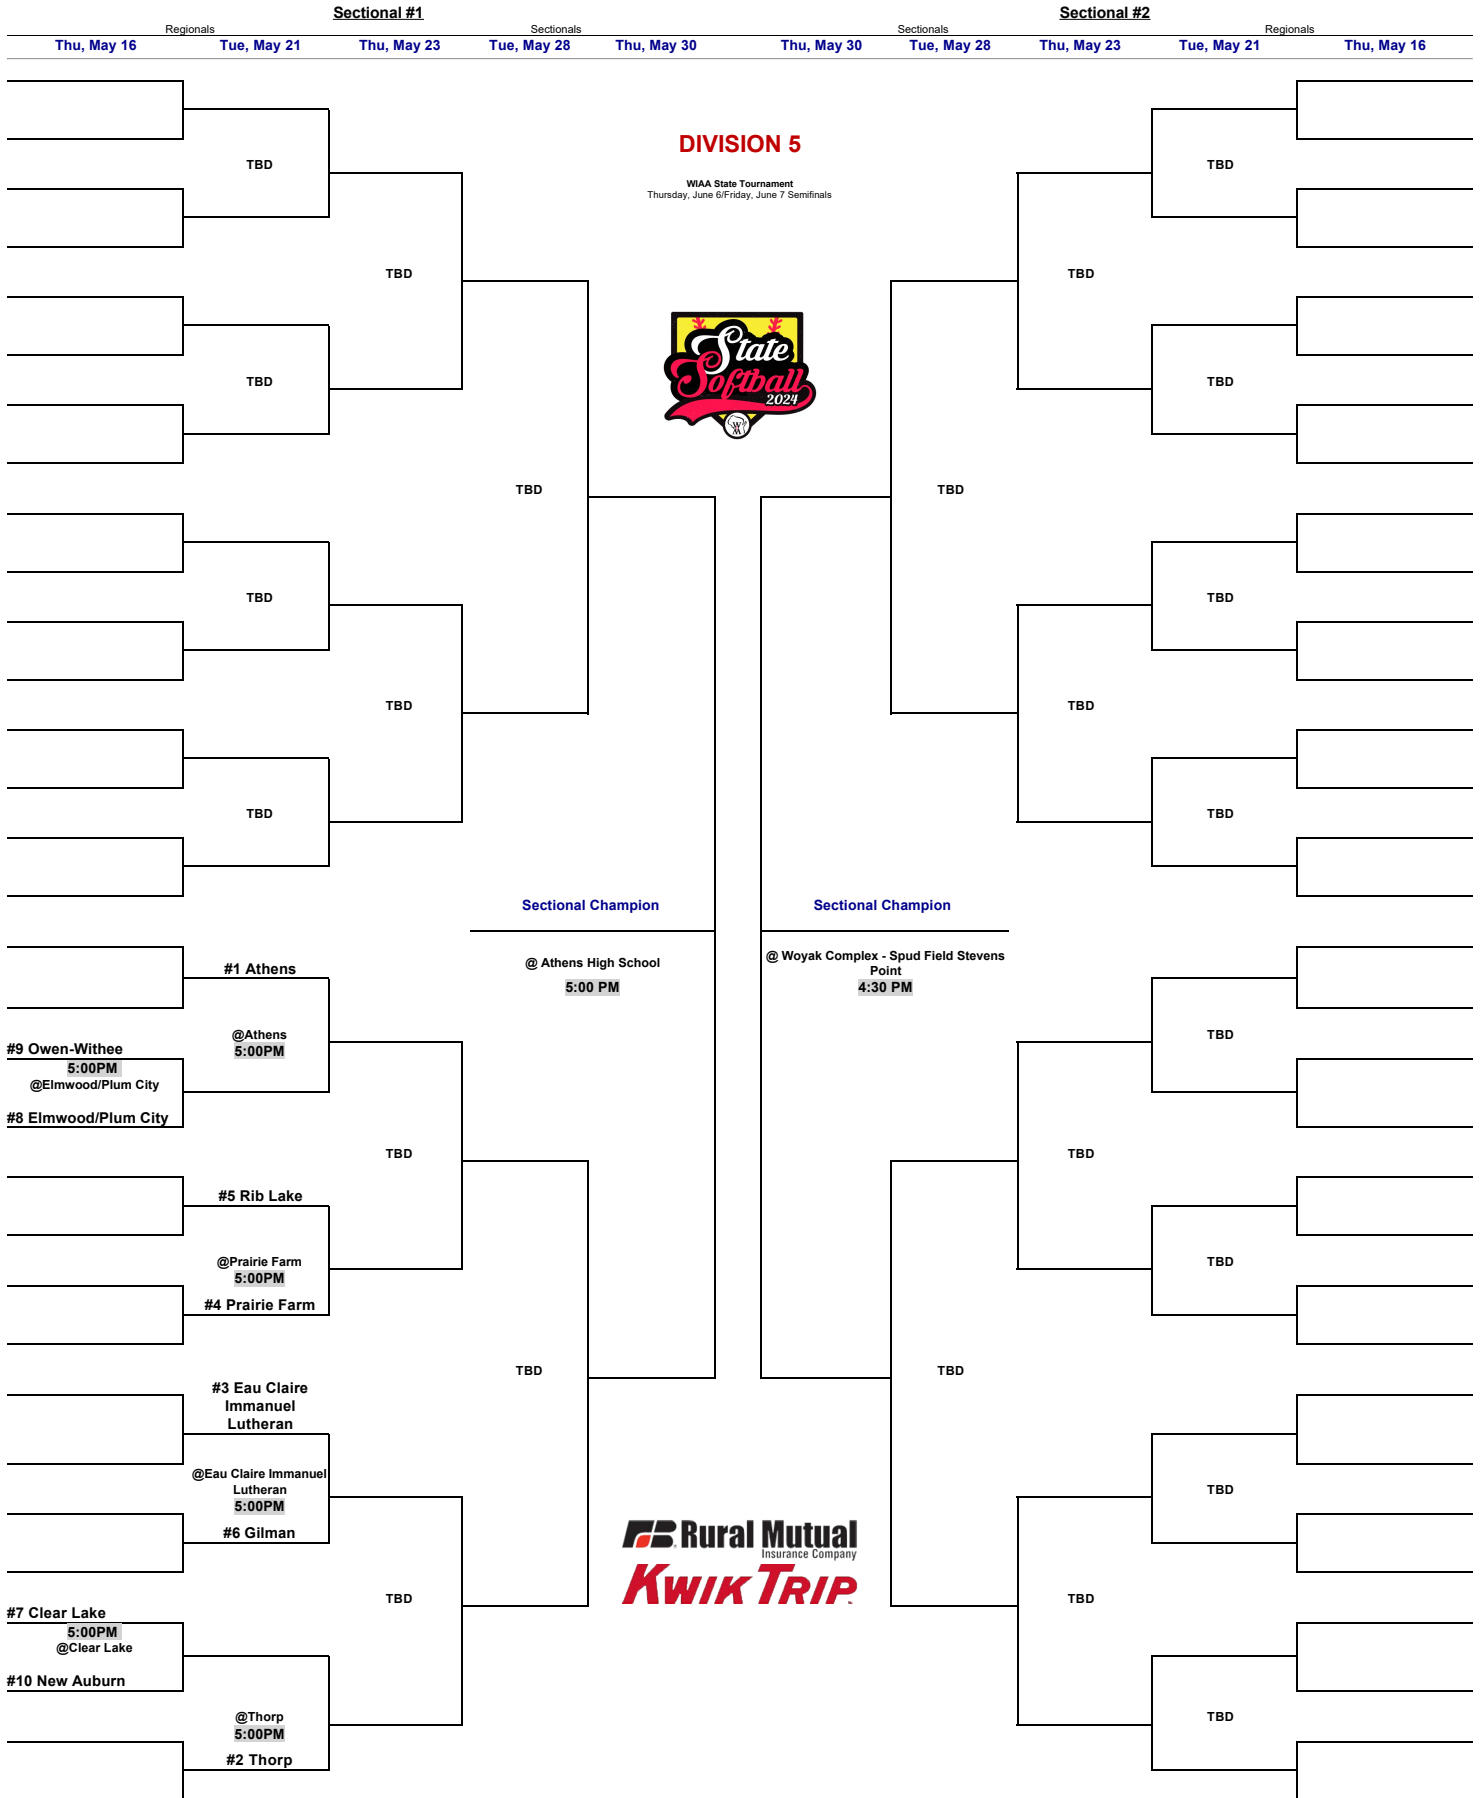 Sectional #1
Sectional #2
Regionals
Sectionals
Sectionals
Regionals
Thu, May 16
Tue, May 21
Thu, May 23
Tue, May 28
Thu, May 30
Thu, May 30
Tue, May 28
Thu, May 23
Tue, May 21
Thu, May 16
DIVISION 5
WIAA State Tournament
Thursday, June 6/Friday, June 7 Semifinals
TBD
TBD
TBD
TBD
State
Softball
2024
TBD
TBD
TBD
TBD
TBD
TBD
TBD
TBD
TBD
TBD
Sectional Champion
Sectional Champion
@ Athens High School
5:00 PM
@ Woyak Complex - Spud Field Stevens
Point
4:30 PM
#1 Athens
@Athens
5:00PM
TBD
#9 Owen-Withee
5:00PM
@Elmwood/Plum City
#8 Elmwood/Plum City
TBD
TBD
#5 Rib Lake
@Prairie Farm
5:00PM
TBD
#4 Prairie Farm
TBD
TBD
#3 Eau Claire
Immanuel
Lutheran
@Eau Claire Immanuel
Lutheran
5:00PM
TBD
#6 Gilman
Rural Mutual
Insurance Company
KWIK TRIP
TBD
TBD
#7 Clear Lake
5:00PM
@Clear Lake
#10 New Auburn
@Thorp
5:00PM
TBD
#2 Thorp